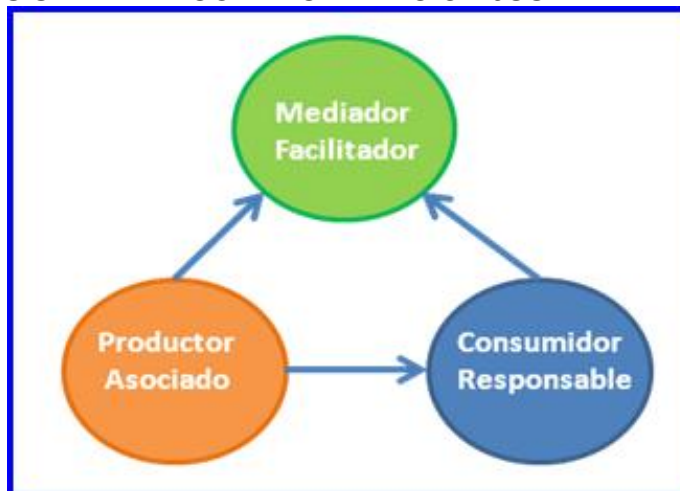 Mediador
Facilitador
Productor
Asociado
Consumidor
Responsable